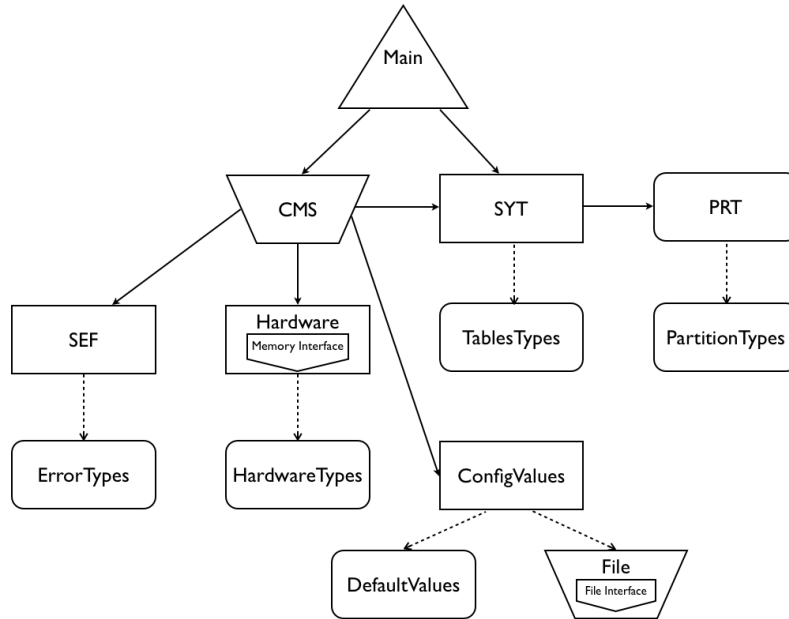 Main
CMS
SYT
PRT
SEF
Hardware
Memory Interface
TablesTypes
PartitionTypes
ErrorTypes
HardwareTypes
ConfigValues
DefaultValues
File
File Interface